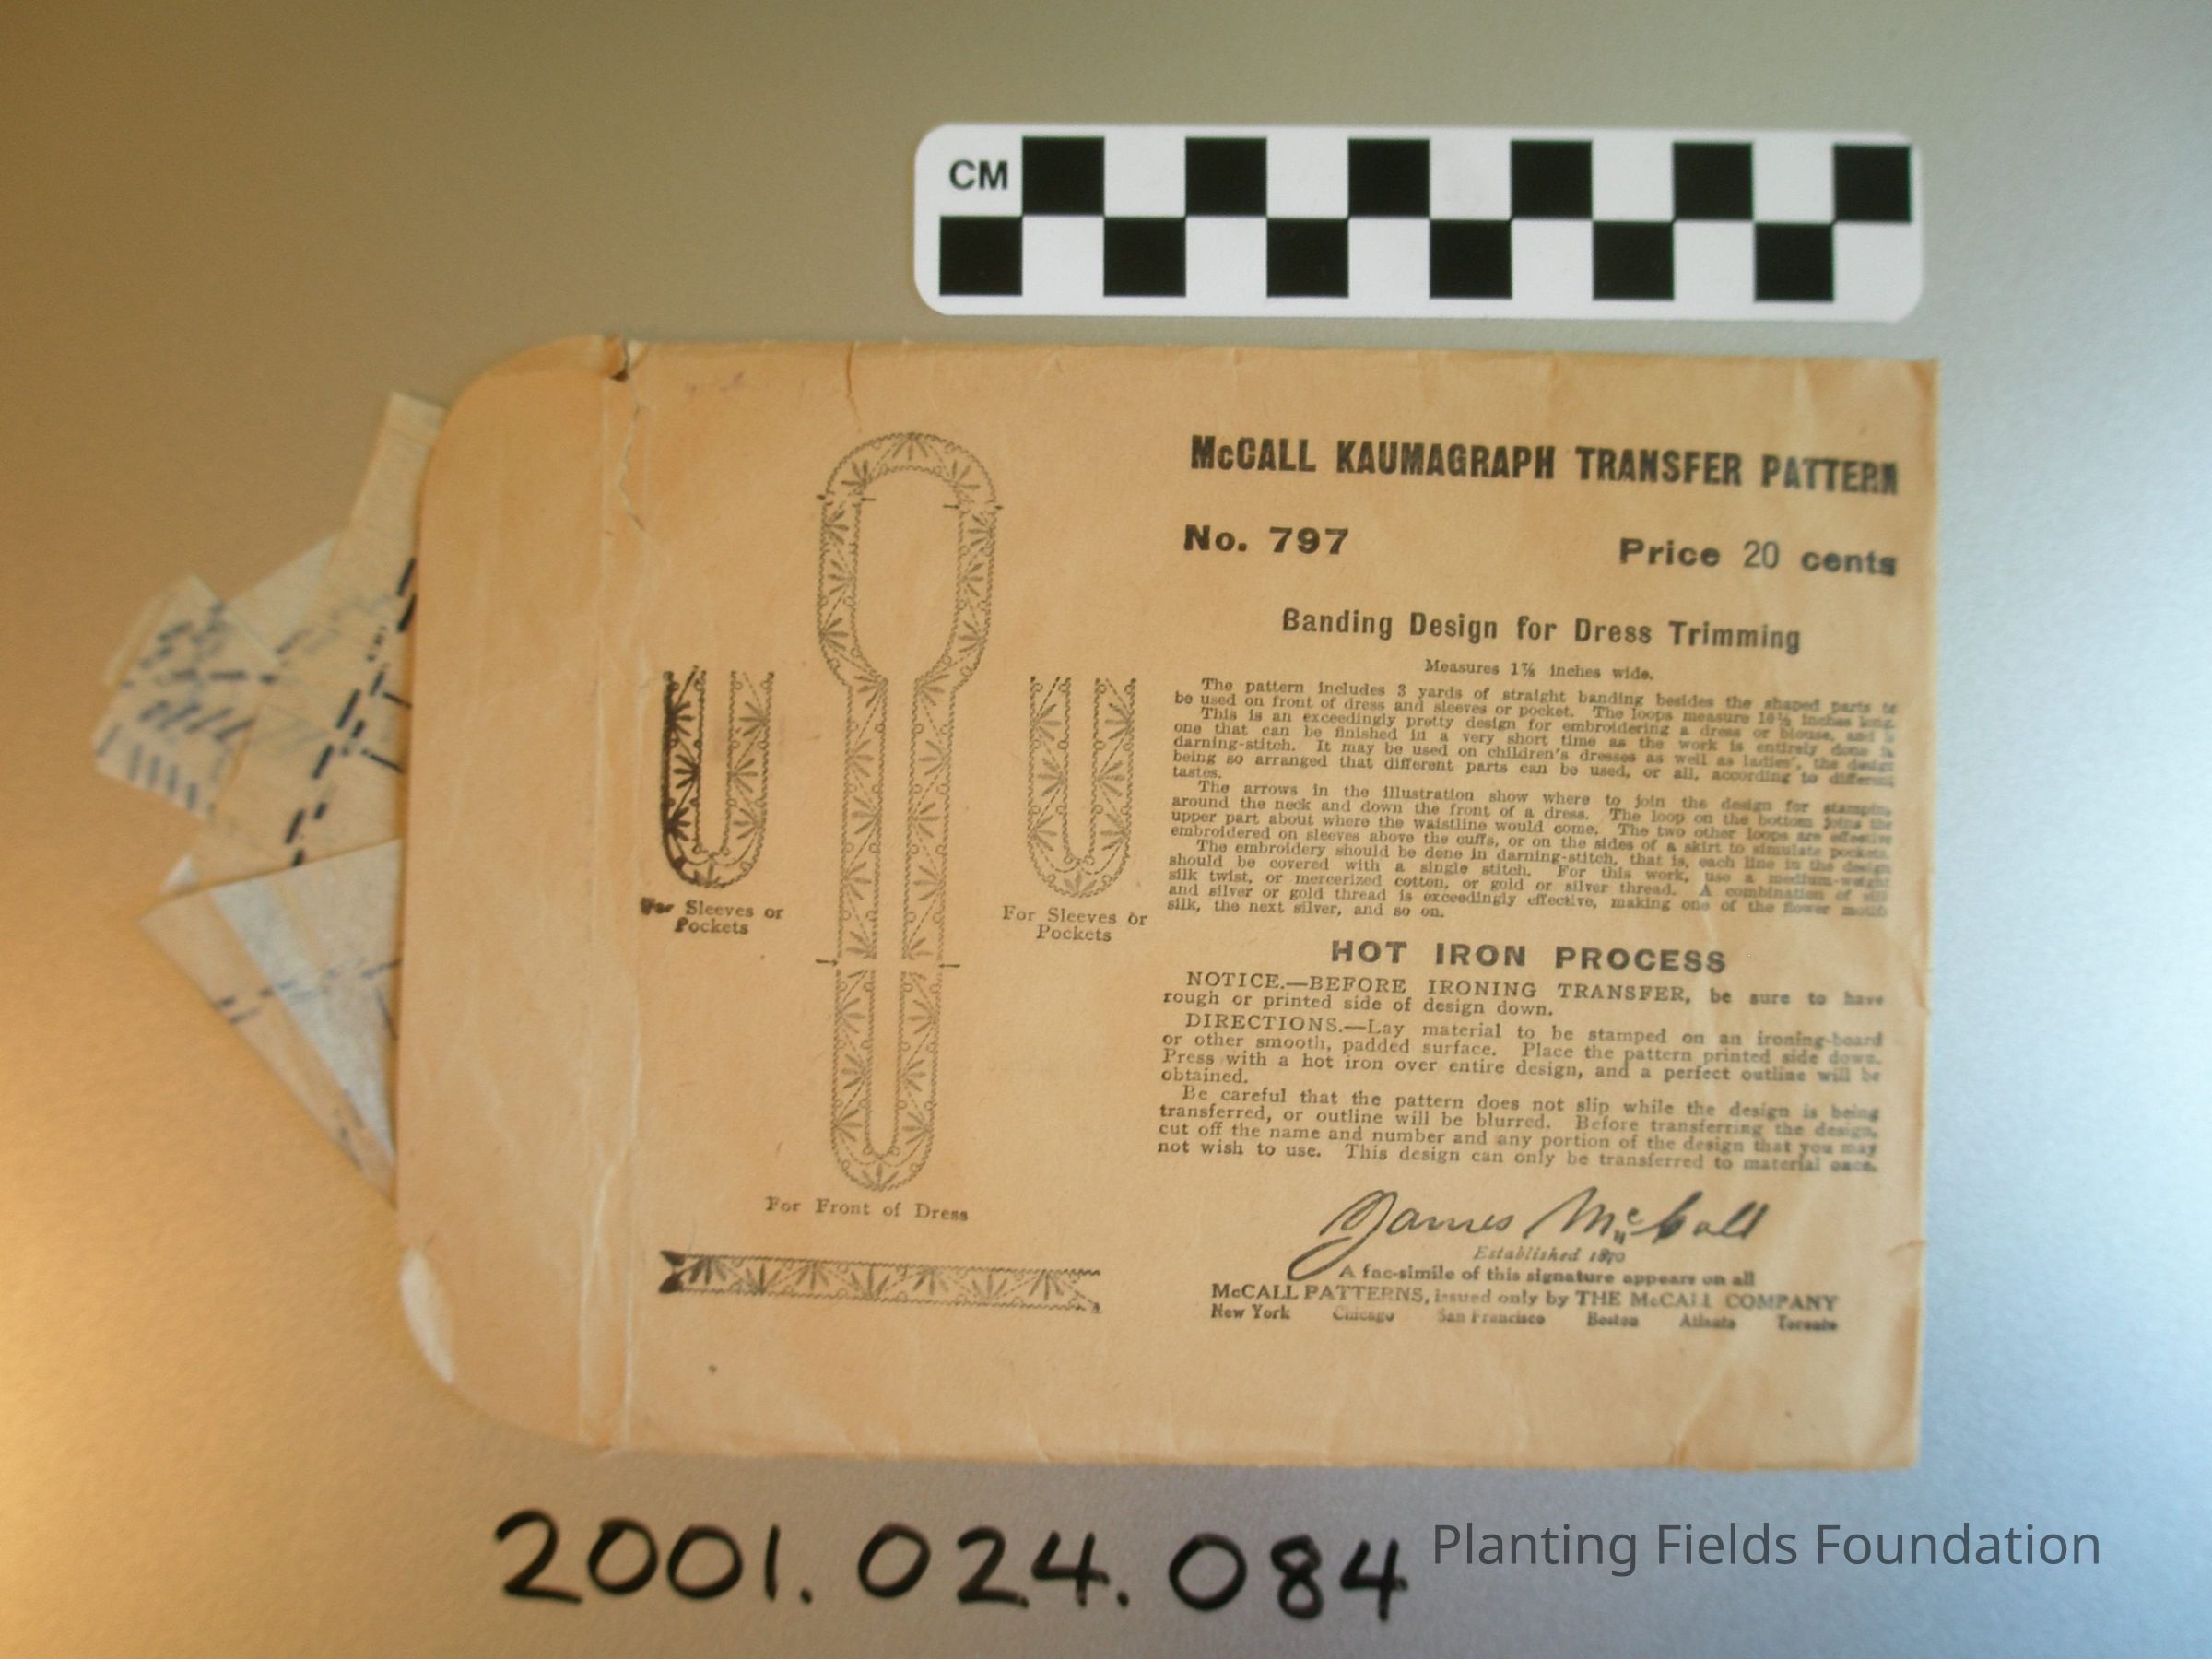 CM
McCALL KAUMAGRAPH TRANSFER PATTERN
No. 797
Price 20 cents
Banding Design for Dress Trimming
Measures 1⅞ inches wide.
The pattern includes 3 yards of straight banding besides the shaped parts to
be used on front of dress and sleeves or pocket. The loops measure 16½ inches long.
This is an exceedingly pretty design for embroidering a dress or blouse, and is
one that can be finished in a very short time as the work is entirely done in
darning-stitch. It may be used on children's dresses as well as ladies', the design
being so arranged that different parts can be used, or all, according to different
tastes.
The arrows in the illustration show where to join the design for stamping
around the neck and down the front of a dress. The loop on the bottom joins the
upper part about where the waistline would come. The two other loops are effective
embroidered on sleeves above the cuffs, or on the sides of a skirt to simulate pockets.
The embroidery should be done in darning-stitch, that is, each line in the design
should be covered with a single stitch. For this work, use a medium-weight
silk twist, or mercerized cotton, or gold or silver thread. A combination of silk
and silver or gold thread is exceedingly effective, making one of the flower motifs
silk, the next silver, and so on.
HOT IRON PROCESS
NOTICE.—BEFORE IRONING TRANSFER, be sure to have
rough or printed side of design down.
DIRECTIONS.—Lay material to be stamped on an ironing-board
or other smooth, padded surface. Place the pattern printed side down.
Press with a hot iron over entire design, and a perfect outline will be
obtained.
Be careful that the pattern does not slip while the design is being
transferred, or outline will be blurred. Before transferring the design,
cut off the name and number and any portion of the design that you may
not wish to use. This design can only be transferred to material once.
James McCall
Established 1870
A fac-simile of this signature appears on all
McCALL PATTERNS, issued only by THE McCALL COMPANY
New York Chicago San Francisco Boston Atlanta Toronto
For Sleeves or
Pockets
For Sleeves or
Pockets
For Front of Dress
2001.024.084
Planting Fields Foundation